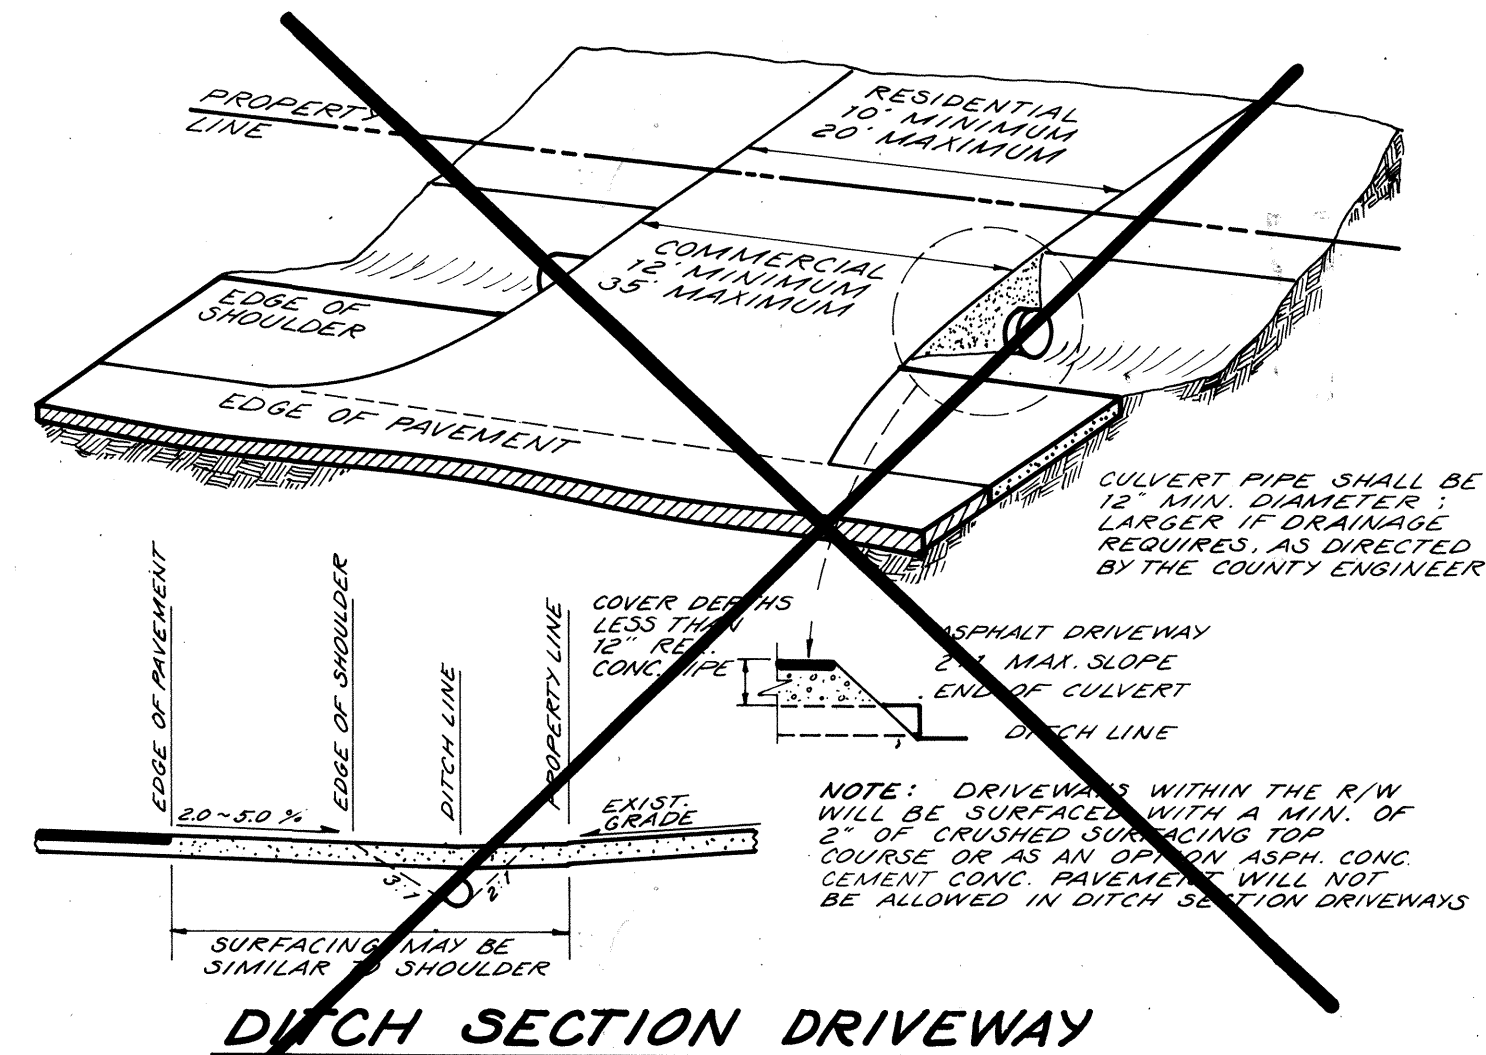 PROPERTY
LINE
RESIDENTIAL
10' MINIMUM
20' MAXIMUM
COMMERCIAL
12' MINIMUM
35' MAXIMUM
EDGE OF
SHOULDER
EDGE OF PAVEMENT
CULVERT PIPE SHALL BE
12" MIN. DIAMETER ;
LARGER IF DRAINAGE
REQUIRES, AS DIRECTED
BY THE COUNTY ENGINEER
EDGE OF PAVEMENT
EDGE OF SHOULDER
DITCH LINE
PROPERTY LINE
COVER DEPTHS
LESS THAN
12"
CONC. PIPE
ASPHALT DRIVEWAY
2:1 MAX. SLOPE
END OF CULVERT
DITCH LINE
2.0 ~ 5.0 %
EXIST.
GRADE
3:1
2:1
SURFACING MAY BE
SIMILAR TO SHOULDER
NOTE: DRIVEWAYS WITHIN THE R/W
WILL BE SURFACED WITH A MIN. OF
2" OF CRUSHED SURFACING TOP
COURSE OR AS AN OPTION ASPH. CONC.
CEMENT CONC. PAVEMENT WILL NOT
BE ALLOWED IN DITCH SECTION DRIVEWAYS
DITCH SECTION DRIVEWAY